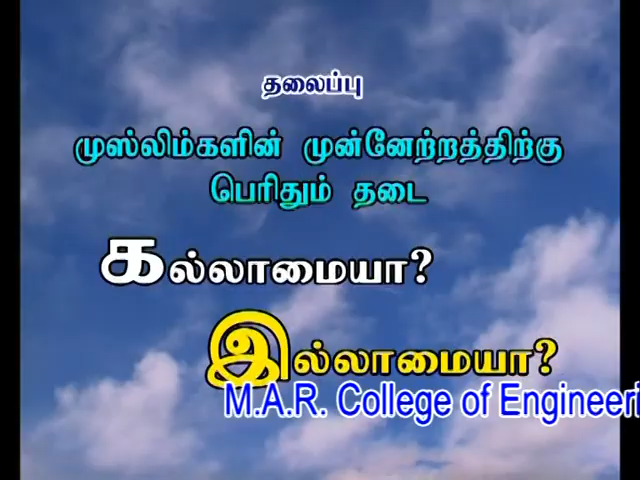 தலைப்பு
முஸ்லிம்களின் முன்னேற்றத்திற்கு
பெரிதும் தடை
கல்லாமையா?
இல்லாமையா?
M.A.R. College of Engineeri